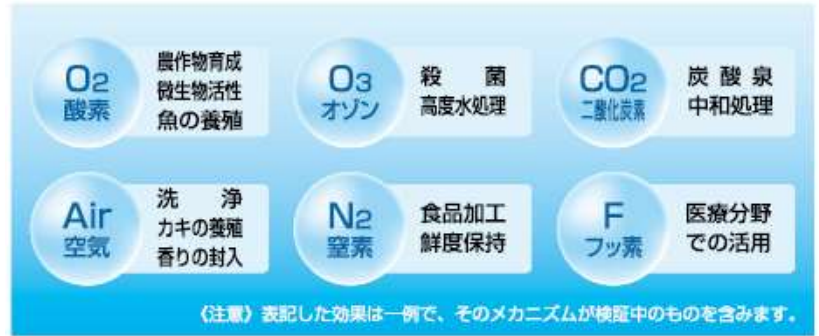 O2
酸素
農作物育成
微生物活性
魚の養殖
O3
オゾン
殺菌
高度水処理
CO2
二酸化炭素
炭酸泉
中和処理
Air
空気
洗浄
カキの養殖
香りの封入
N2
窒素
食品加工
鮮度保持
F
フッ素
医療分野
での活用
〈注意〉表記した効果は一例で、そのメカニズムが検証中のものを含みます。